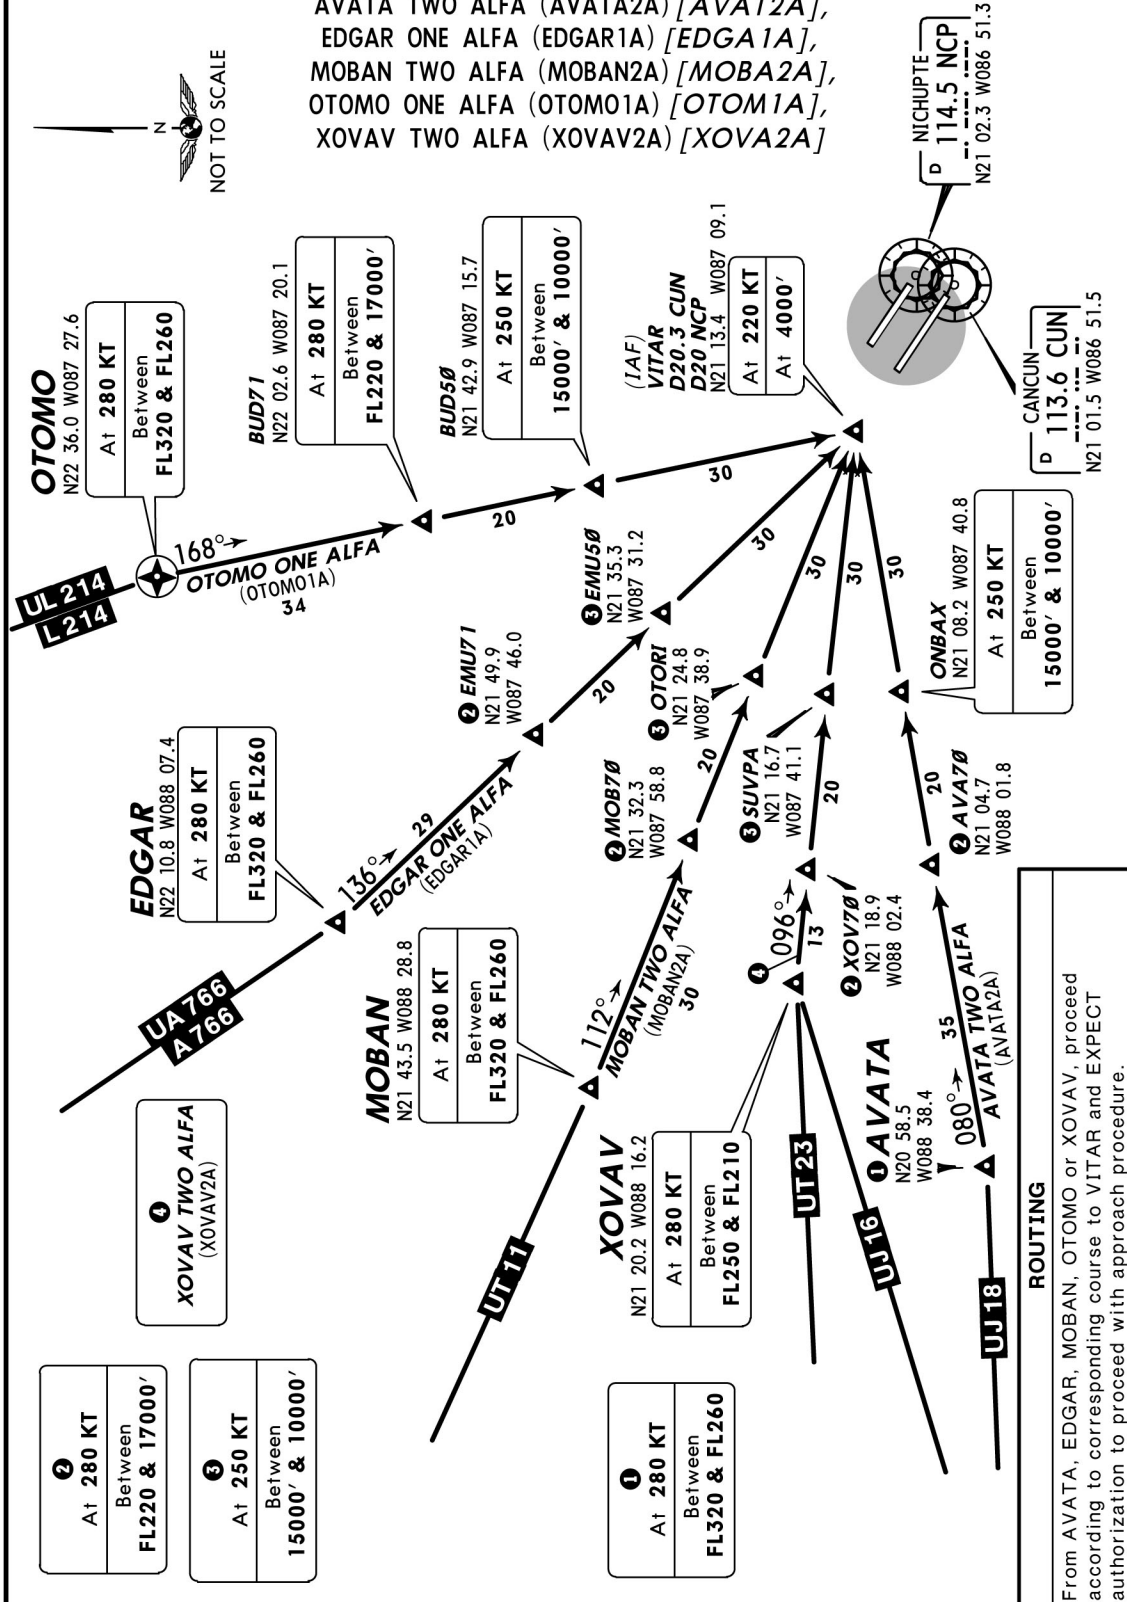 AVATA TWO ALFA (AVATA2A) [AVAT2A],
EDGAR ONE ALFA (EDGAR1A) [EDGA1A],
MOBAN TWO ALFA (MOBAN2A) [MOBA2A],
OTOMO ONE ALFA (OTOMO1A) [OTOM1A],
XOVAV TWO ALFA (XOVAV2A) [XOVA2A]
N
NOT TO SCALE
OTOMO
N22 36.0 W087 27.6
At 280 KT
Between
FL320 & FL260
UL 214
L 214
168°
OTOMO ONE ALFA
(OTOMO1A)
34
BUD71
N22 02.6 W087 20.1
At 280 KT
Between
FL220 & 17000'
20
BUD5Ø
N21 42.9 W087 15.7
At 250 KT
Between
15000' & 10000'
30
(IAF)
VITAR
D20.3 CUN
D20 NCP
N21 13.4 W087 09.1
At 220 KT
At 4000'
NICHUPTE
D 114.5 NCP
N21 02.3 W086 51.3
CANCUN
D 113.6 CUN
N21 01.5 W086 51.5
EDGAR
N22 10.8 W088 07.4
At 280 KT
Between
FL320 & FL260
UA 766
A 766
136°
29
EDGAR ONE ALFA
(EDGAR1A)
2 EMU71
N21 49.9
W087 46.0
20
3 EMU5Ø
N21 35.3
W087 31.2
30
MOBAN
N21 43.5 W088 28.8
At 280 KT
Between
FL320 & FL260
UT 11
112°
MOBAN TWO ALFA
(MOBAN2A)
30
2 MOB7Ø
N21 32.3
W087 58.8
20
3 OTORI
N21 24.8
W087 38.9
30
XOVAV
N21 20.2 W088 16.2
At 280 KT
Between
FL250 & FL210
UT 23
UJ 16
4
096°
13
2 XOV7Ø
N21 18.9
W088 02.4
20
3 SUVPA
N21 16.7
W087 41.1
30
1 AVATA
N20 58.5
W088 38.4
UJ 18
080°
35
AVATA TWO ALFA
(AVATA2A)
2 AVA7Ø
N21 04.7
W088 01.8
20
ONBAX
N21 08.2 W087 40.8
At 250 KT
Between
15000' & 10000'
30
4
XOVAV TWO ALFA
(XOVAV2A)
2
At 280 KT
Between
FL220 & 17000'
3
At 250 KT
Between
15000' & 10000'
1
At 280 KT
Between
FL320 & FL260
ROUTING
From AVATA, EDGAR, MOBAN, OTOMO or XOVAV, proceed
according to corresponding course to VITAR and EXPECT
authorization to proceed with approach procedure.